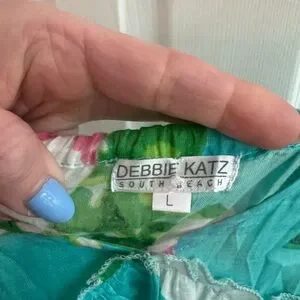 DEBBIE KATZ
SOUTH BEACH
L